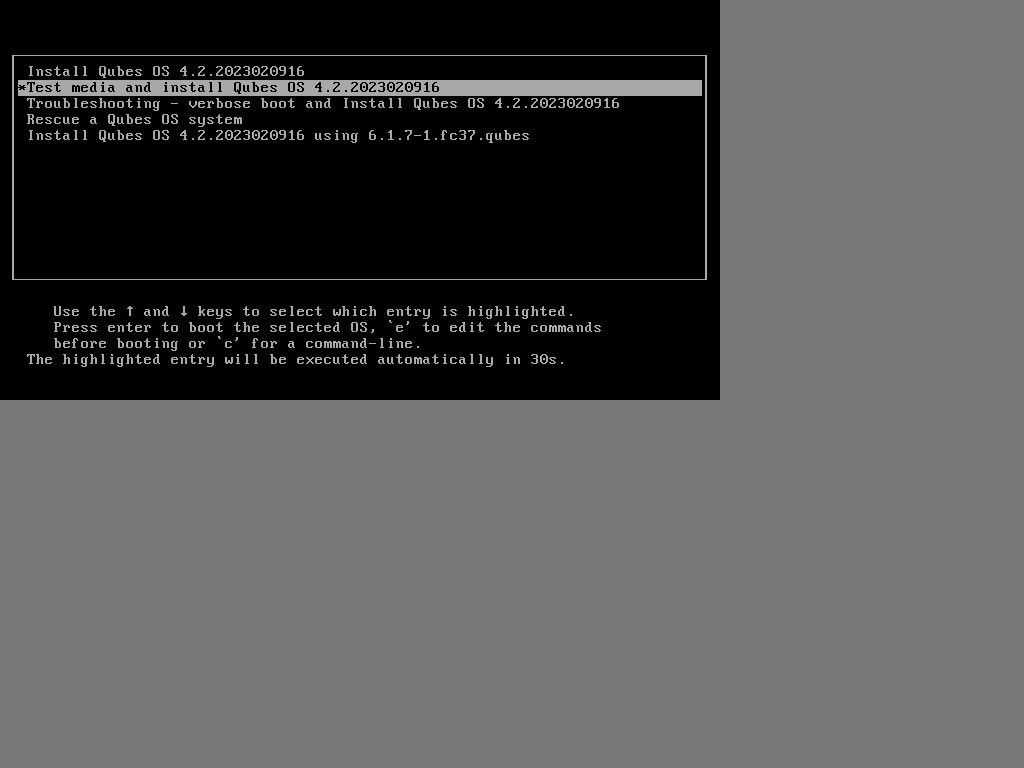 Install Qubes OS 4.2.2023020916
*Test media and install Qubes OS 4.2.2023020916
Troubleshooting - verbose boot and Install Qubes OS 4.2.2023020916
Rescue a Qubes OS system
Install Qubes OS 4.2.2023020916 using 6.1.7-1.fc37.qubes
Use the ↑ and ↓ keys to select which entry is highlighted.
Press enter to boot the selected OS, `e' to edit the commands
before booting or `c' for a command-line.
The highlighted entry will be executed automatically in 30s.